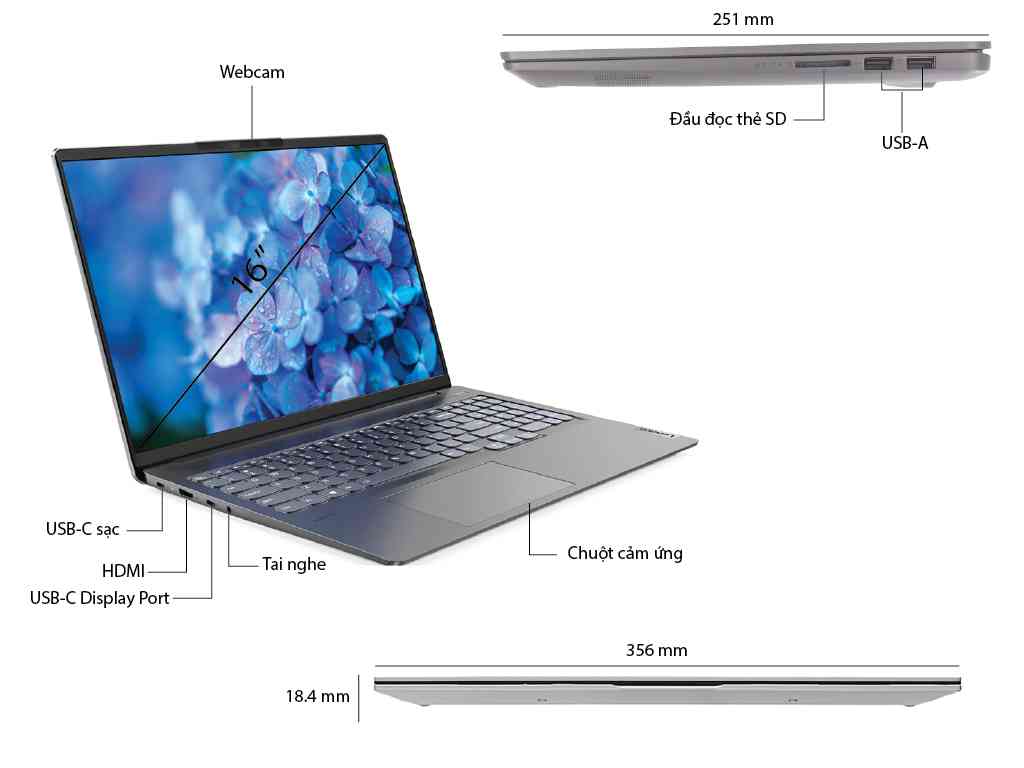 251 mm
Webcam
Đầu đọc thẻ SD
USB-A
16”
USB-C sạc
HDMI
USB-C Display Port
Tai nghe
Chuột cảm ứng
356 mm
18.4 mm